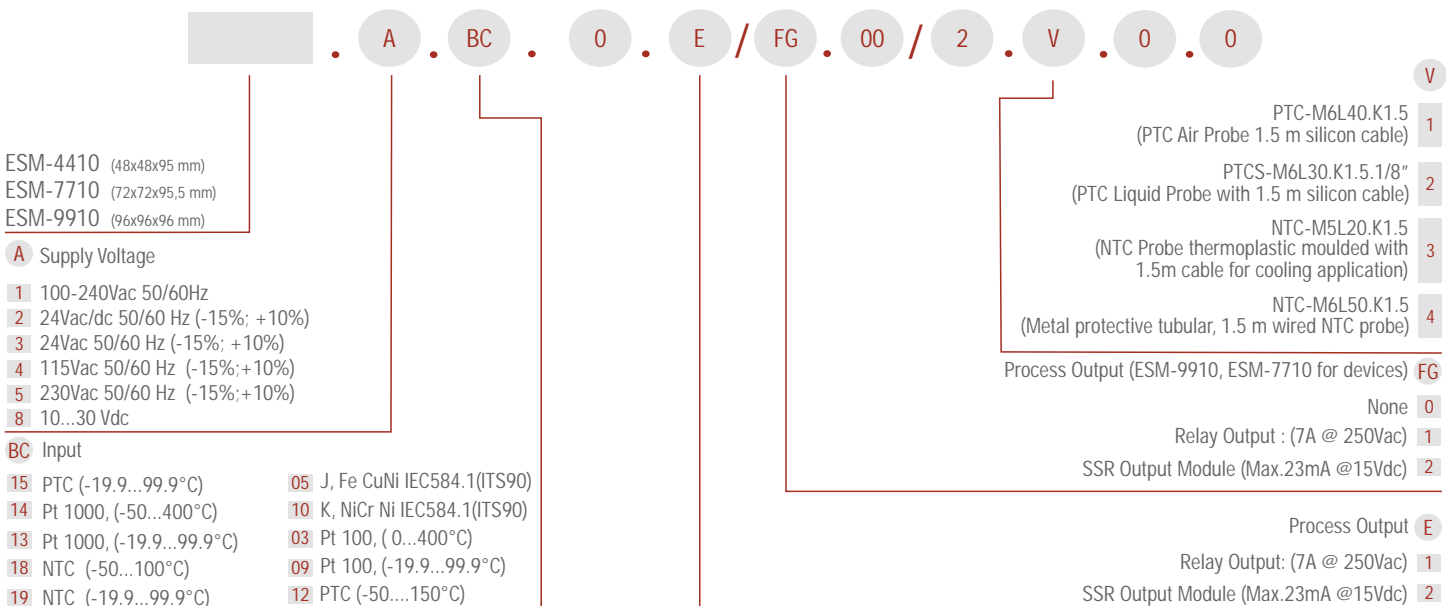 . A . BC . 0 . E / FG . 00 / 2 . V . 0 . 0
ESM-4410 (48x48x95 mm)
ESM-7710 (72x72x95,5 mm)
ESM-9910 (96x96x96 mm)
A Supply Voltage
1 100-240Vac 50/60Hz
2 24Vac/dc 50/60 Hz (-15%; +10%)
3 24Vac 50/60 Hz (-15%; +10%)
4 115Vac 50/60 Hz (-15%;+10%)
5 230Vac 50/60 Hz (-15%;+10%)
8 10...30 Vdc
BC Input
15 PTC (-19.9...99.9°C)
14 Pt 1000, (-50...400°C)
13 Pt 1000, (-19.9...99.9°C)
18 NTC (-50...100°C)
19 NTC (-19.9...99.9°C)
05 J, Fe CuNi IEC584.1(ITS90)
10 K, NiCr Ni IEC584.1(ITS90)
03 Pt 100, ( 0...400°C)
09 Pt 100, (-19.9...99.9°C)
12 PTC (-50....150°C)
V
PTC-M6L40.K1.5
(PTC Air Probe 1.5 m silicon cable) 1
PTCS-M6L30.K1.5.1/8”
(PTC Liquid Probe with 1.5 m silicon cable) 2
NTC-M5L20.K1.5
(NTC Probe thermoplastic moulded with 3
1.5m cable for cooling application)
NTC-M6L50.K1.5
(Metal protective tubular, 1.5 m wired NTC probe) 4
Process Output (ESM-9910, ESM-7710 for devices) FG
None 0
Relay Output : (7A @ 250Vac) 1
SSR Output Module (Max.23mA @15Vdc) 2
Process Output E
Relay Output: (7A @ 250Vac) 1
SSR Output Module (Max.23mA @15Vdc) 2